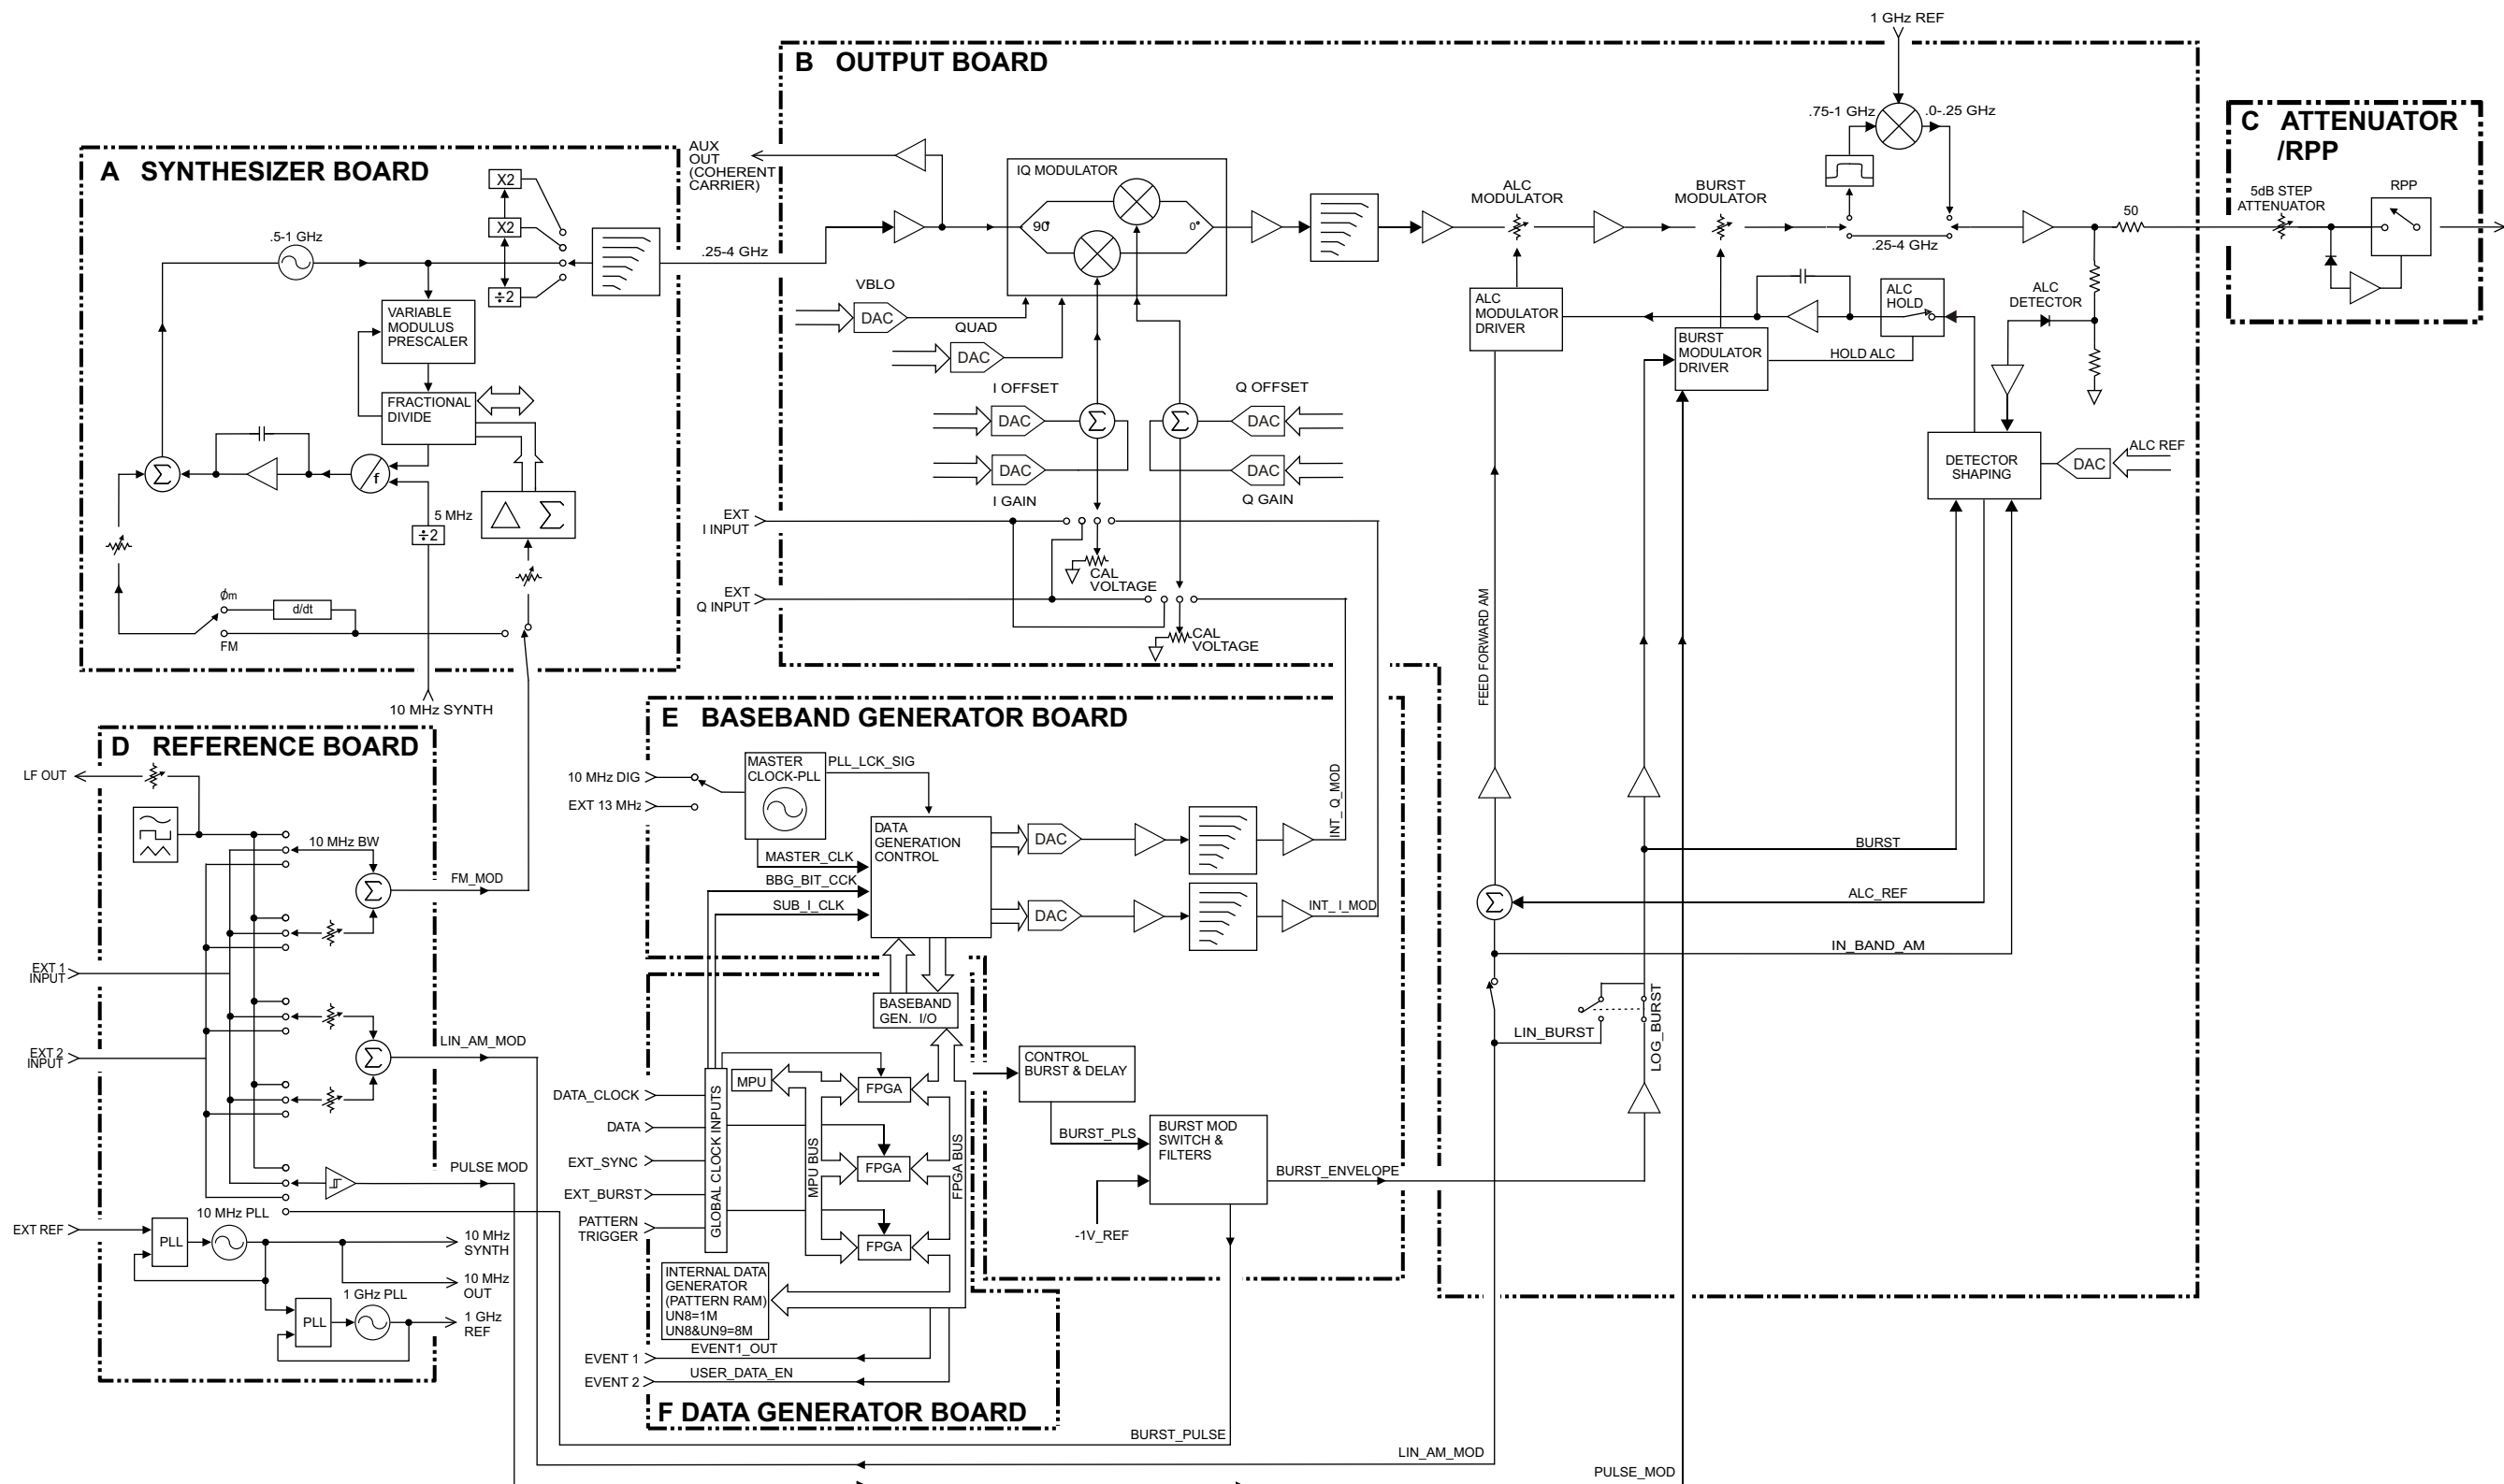 1 GHz REF
B OUTPUT BOARD
.75-1 GHz
.0-.25 GHz
C ATTENUATOR
/RPP
A SYNTHESIZER BOARD
AUX
OUT
(COHERENT
CARRIER)
X2
X2
÷2
.5-1 GHz
.25-4 GHz
IQ MODULATOR
90°
0°
ALC
MODULATOR
BURST
MODULATOR
.25-4 GHz
50
5dB STEP
ATTENUATOR
RPP
VARIABLE
MODULUS
PRESCALER
FRACTIONAL
DIVIDE
VBLO
DAC
QUAD
DAC
ALC
MODULATOR
DRIVER
BURST
MODULATOR
DRIVER
ALC
HOLD
HOLD ALC
ALC
DETECTOR
I OFFSET
DAC
Σ
DAC
I GAIN
Q OFFSET
Σ
DAC
DAC
Q GAIN
DETECTOR
SHAPING
DAC
ALC REF
Σ
f
5 MHz
÷2
△ Σ
EXT
I INPUT
CAL
VOLTAGE
EXT
Q INPUT
CAL
VOLTAGE
ϕm
d/dt
FM
10 MHz SYNTH
FEED FORWARD AM
D REFERENCE BOARD
LF OUT
10 MHz BW
Σ
FM_MOD
EXT 1
INPUT
EXT 2
INPUT
Σ
LIN_AM_MOD
PULSE MOD
EXT REF
10 MHz PLL
PLL
10 MHz
SYNTH
10 MHz
OUT
1 GHz PLL
PLL
1 GHz
REF
E BASEBAND GENERATOR BOARD
10 MHz DIG
EXT 13 MHz
MASTER
CLOCK-PLL
PLL_LCK_SIG
MASTER_CLK
BBG_BIT_CCK
SUB_I_CLK
DATA
GENERATION
CONTROL
DAC
DAC
INT_ Q_MOD
INT_ I_MOD
BASEBAND
GEN. I/O
CONTROL
BURST & DELAY
BURST_PLS
BURST MOD
SWITCH &
FILTERS
-1V_REF
BURST_ENVELOPE
DATA_CLOCK
DATA
EXT_SYNC
EXT_BURST
PATTERN
TRIGGER
GLOBAL CLOCK INPUTS
MPU
MPU BUS
FPGA
FPGA
FPGA
FPGA BUS
INTERNAL DATA
GENERATOR
(PATTERN RAM)
UN8=1M
UN8&UN9=8M
EVENT 1
EVENT1_OUT
EVENT 2
USER_DATA_EN
F DATA GENERATOR BOARD
BURST
Σ
ALC_REF
IN_BAND_AM
LIN_BURST
LOG_BURST
BURST_PULSE
LIN_AM_MOD
PULSE_MOD